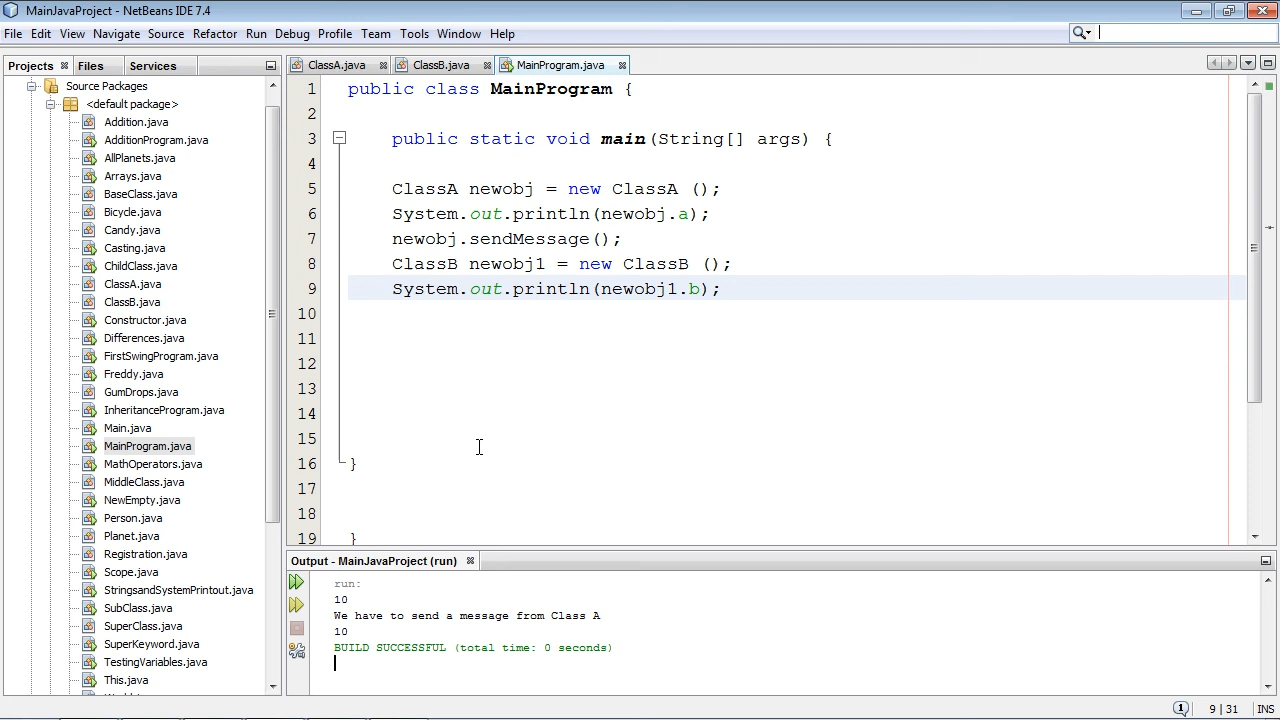 MainJavaProject - NetBeans IDE 7.4
File Edit View Navigate Source Refactor Run Debug Profile Team Tools Window Help
Projects Files Services
Source Packages
<default package>
Addition.java
AdditionProgram.java
AllPlanets.java
Arrays.java
BaseClass.java
Bicycle.java
Candy.java
Casting.java
ChildClass.java
ClassA.java
ClassB.java
Constructor.java
Differences.java
FirstSwingProgram.java
Freddy.java
GumDrops.java
InheritanceProgram.java
Main.java
MainProgram.java
MathOperators.java
MiddleClass.java
NewEmpty.java
Person.java
Planet.java
Registration.java
Scope.java
StringsandSystemPrintout.java
SubClass.java
SuperClass.java
SuperKeyword.java
TestingVariables.java
This.java
ClassA.java ClassB.java MainProgram.java
1 public class MainProgram {
2
3 public static void main(String[] args) {
4
5 ClassA newobj = new ClassA ();
6 System.out.println(newobj.a);
7 newobj.sendMessage();
8 ClassB newobj1 = new ClassB ();
9 System.out.println(newobj1.b);
10
11
12
13
14
15
16 }
17
18
19 }
Output - MainJavaProject (run)
run:
10
We have to send a message from Class A
10
BUILD SUCCESSFUL (total time: 0 seconds)
1 9 | 31 INS